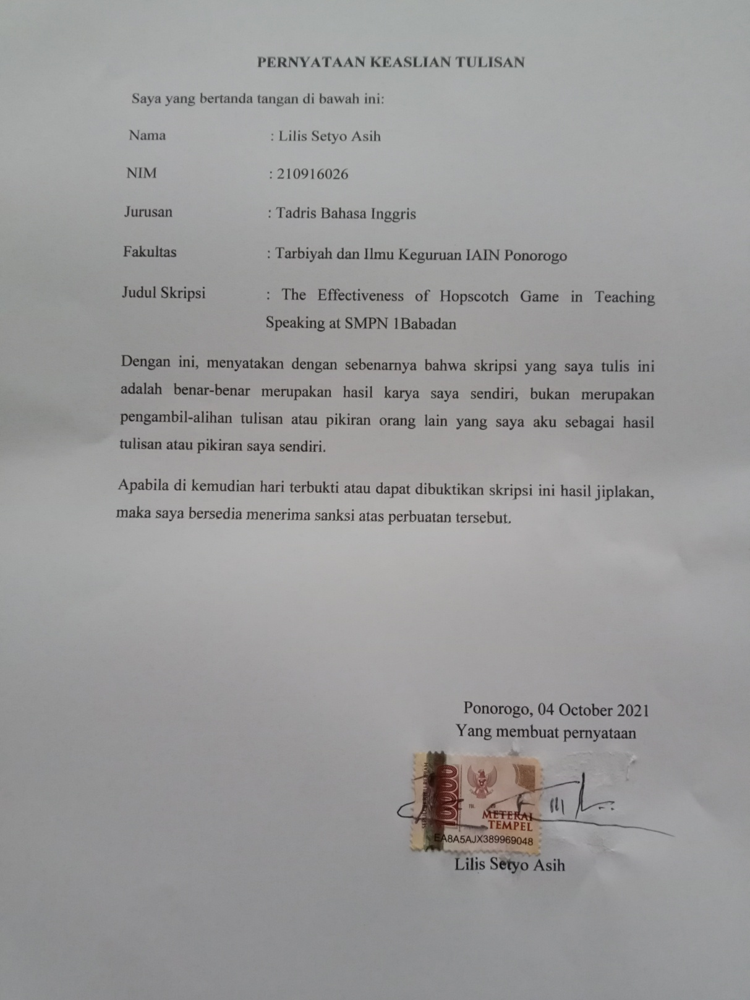 PERNYATAAN KEASLIAN TULISAN
Saya yang bertanda tangan di bawah ini:
Nama : Lilis Setyo Asih
NIM : 210916026
Jurusan : Tadris Bahasa Inggris
Fakultas : Tarbiyah dan Ilmu Keguruan IAIN Ponorogo
Judul Skripsi : The Effectiveness of Hopscotch Game in Teaching
Speaking at SMPN 1Babadan
Dengan ini, menyatakan dengan sebenarnya bahwa skripsi yang saya tulis ini
adalah benar-benar merupakan hasil karya saya sendiri, bukan merupakan
pengambil-alihan tulisan atau pikiran orang lain yang saya aku sebagai hasil
tulisan atau pikiran saya sendiri.
Apabila di kemudian hari terbukti atau dapat dibuktikan skripsi ini hasil jiplakan,
maka saya bersedia menerima sanksi atas perbuatan tersebut.
Ponorogo, 04 October 2021
Yang membuat pernyataan
10000
METERAI
TEMPEL
EA8A5AJX389969048
Lilis Setyo Asih